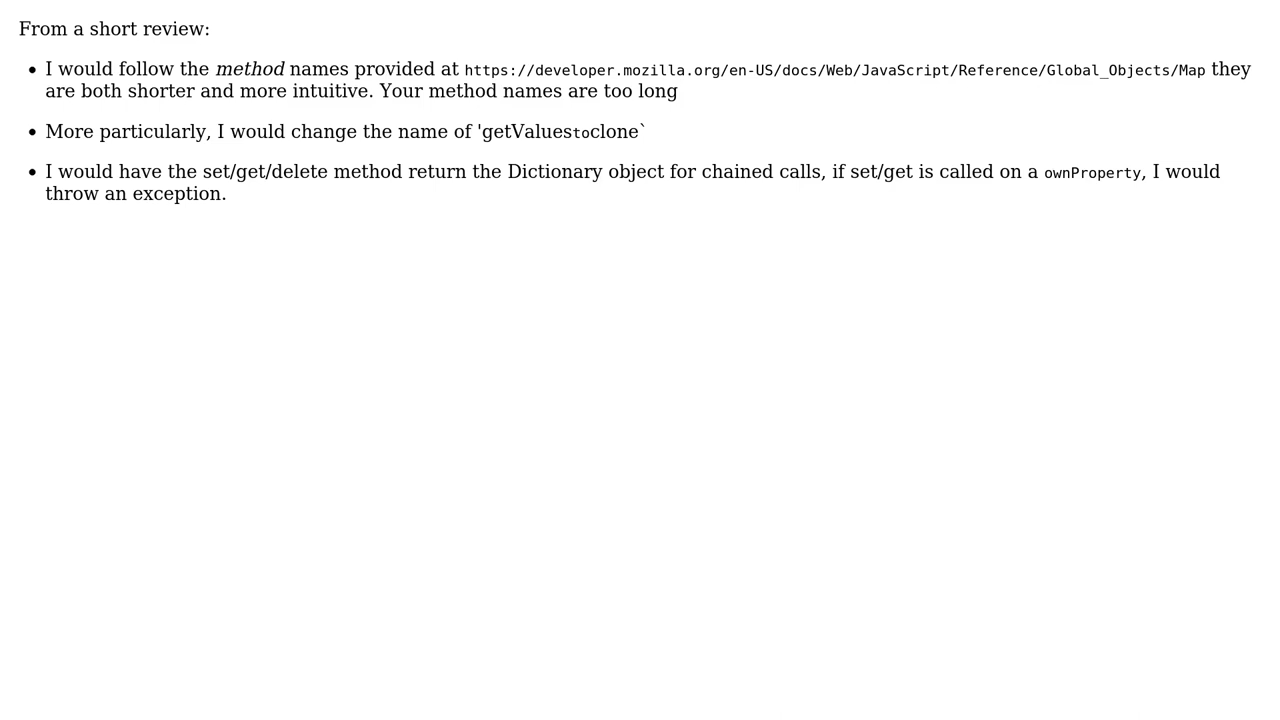 From a short review:
• I would follow the method names provided at https://developer.mozilla.org/en-US/docs/Web/JavaScript/Reference/Global_Objects/Map they
are both shorter and more intuitive. Your method names are too long
• More particularly, I would change the name of 'getValuestoclone`
• I would have the set/get/delete method return the Dictionary object for chained calls, if set/get is called on a ownProperty, I would
throw an exception.